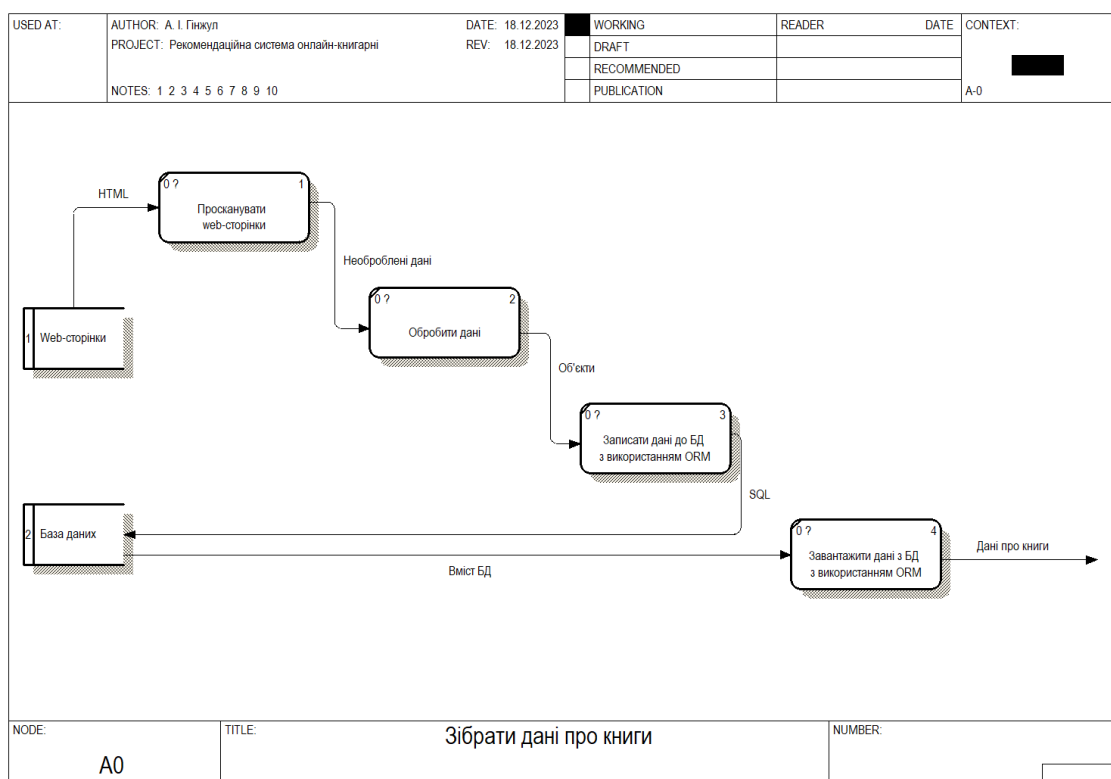 USED AT:
AUTHOR: А. І. Гінжул
DATE: 18.12.2023
WORKING
READER
DATE
CONTEXT:
PROJECT: Рекомендаційна система онлайн-книгарні
REV: 18.12.2023
DRAFT
RECOMMENDED
NOTES: 1 2 3 4 5 6 7 8 9 10
PUBLICATION
A-0
HTML
0 ?
1
Просканувати
web-сторінки
Необроблені дані
0 ?
2
Обробити дані
1
Web-сторінки
Об'єкти
0 ?
3
Записати дані до БД
з використанням ORM
SQL
2
База даних
0 ?
4
Завантажити дані з БД
з використанням ORM
Дані про книги
Вміст БД
NODE:
TITLE:
Зібрати дані про книги
NUMBER:
A0